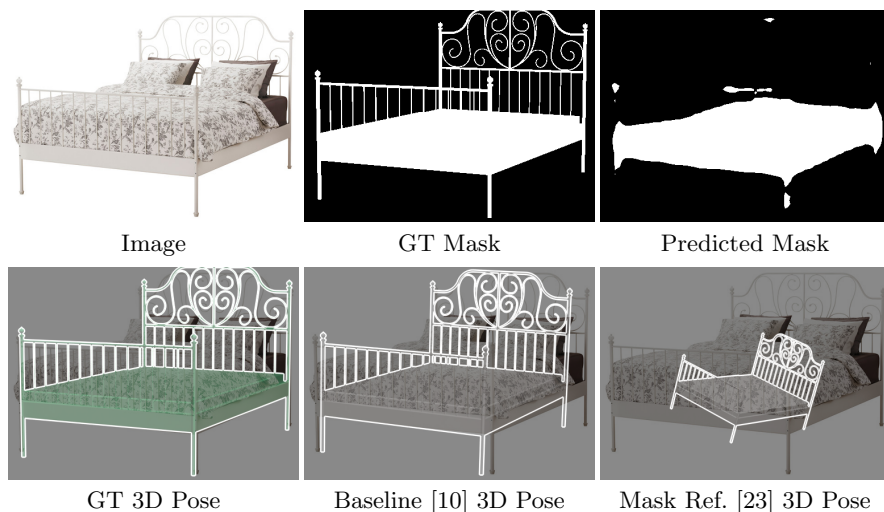 Image GT Mask Predicted Mask
GT 3D Pose Baseline [10] 3D Pose Mask Ref. [23] 3D Pose